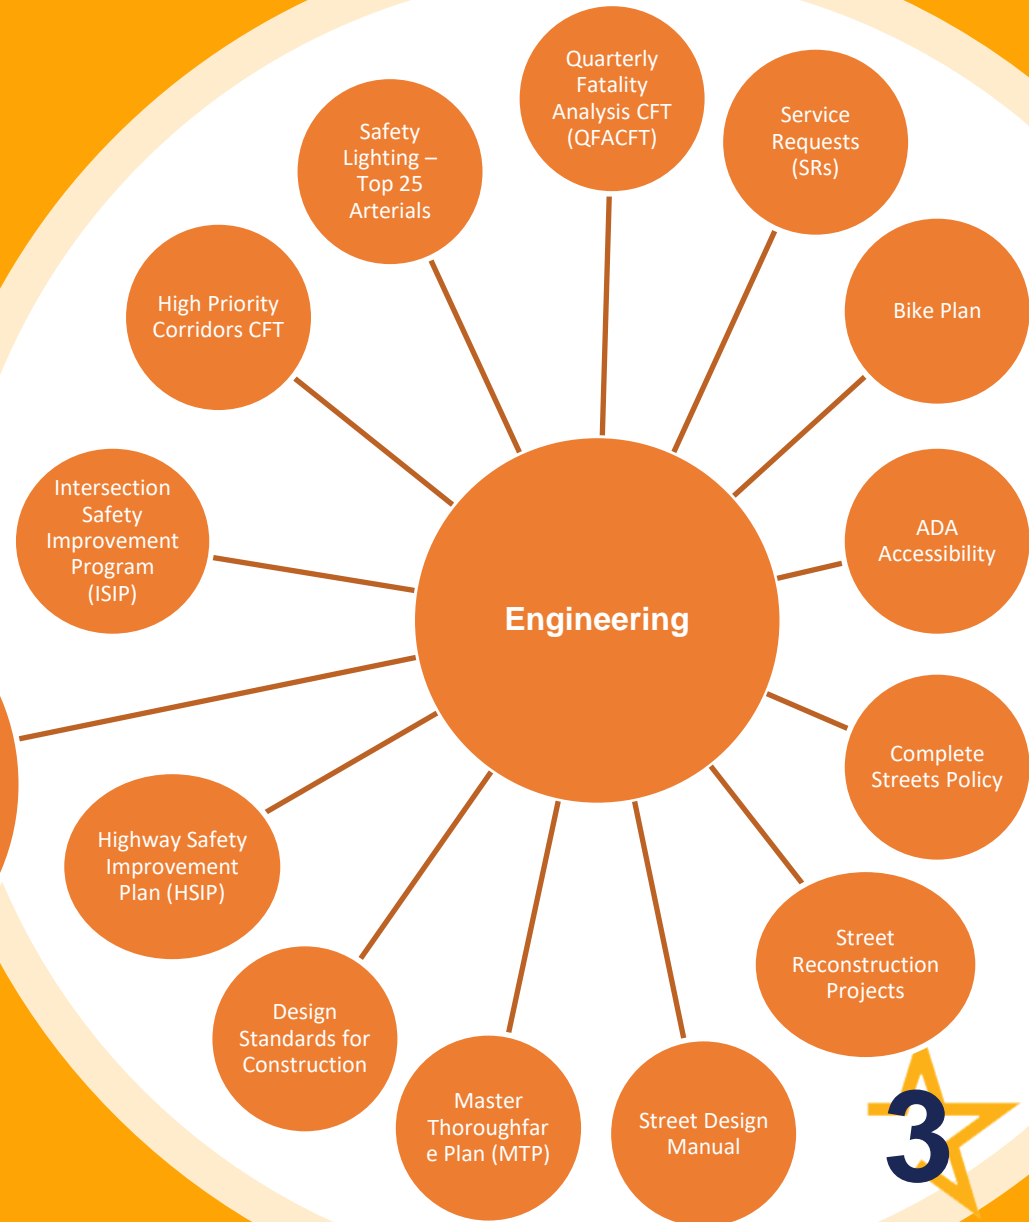 Quarterly
Fatality
Analysis CFT
(QFACFT)
Service
Requests
(SRs)
Safety
Lighting –
Top 25
Arterials
Bike Plan
High Priority
Corridors CFT
Intersection
Safety
Improvement
Program
(ISIP)
ADA
Accessibility
Engineering
Complete
Streets Policy
Highway Safety
Improvement
Plan (HSIP)
Street
Reconstruction
Projects
Design
Standards for
Construction
Master
Thoroughfar
e Plan (MTP)
Street Design
Manual
3